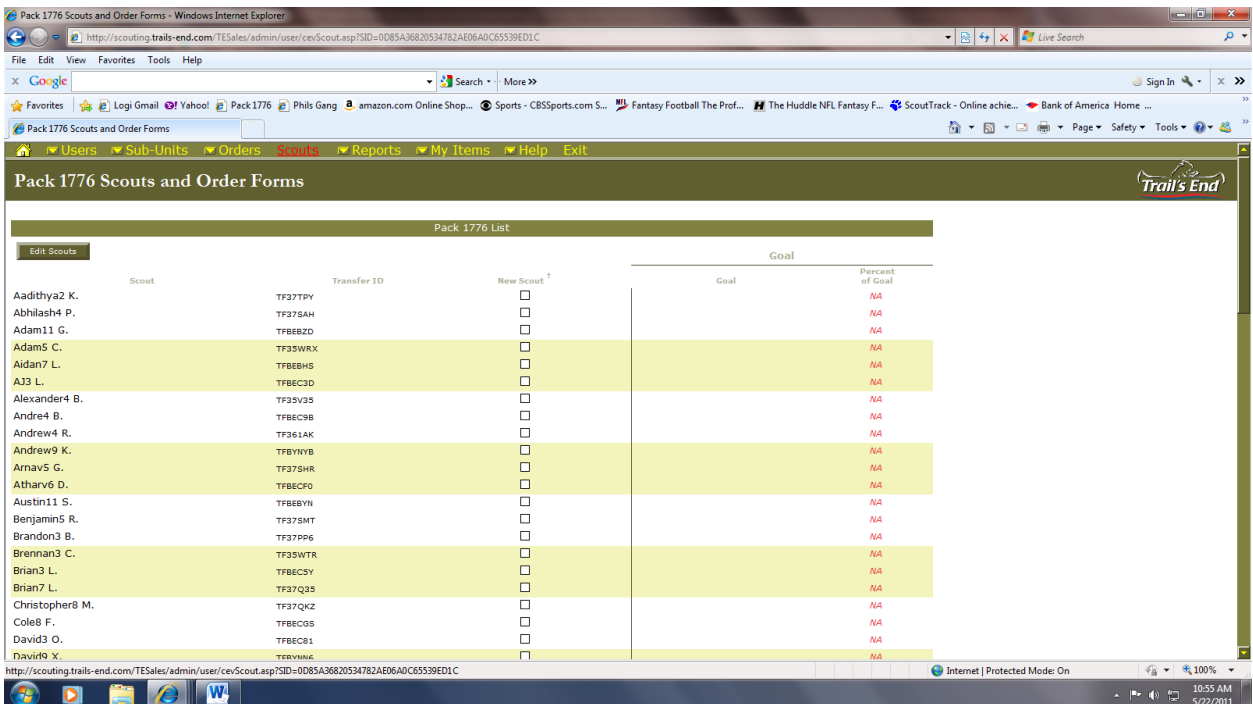 Pack 1776 Scouts and Order Forms - Windows Internet Explorer
http://scouting.trails-end.com/TESales/admin/user/cevScout.asp?SID=0D85A36820534782AE06A0C65539ED1C Live Search
File Edit View Favorites Tools Help
x Google Search More >> Sign In
Favorites Logi Gmail Yahoo! Pack 1776 Phils Gang amazon.com Online Shop... Sports - CBSSports.com S... Fantasy Football The Prof... The Huddle NFL Fantasy F... ScoutTrack - Online achie... Bank of America Home ...
Pack 1776 Scouts and Order Forms Page Safety Tools
Users Sub-Units Orders Scouts Reports My Items Help Exit
Pack 1776 Scouts and Order Forms Trail's End
Pack 1776 List
Edit Scouts Goal
Scout Transfer ID New Scout † Goal Percent of Goal
Aadithya2 K. TF37TPY NA
Abhilash4 P. TF37SAH NA
Adam11 G. TFBEBZD NA
Adam5 C. TF35WRX NA
Aidan7 L. TFBEBHS NA
AJ3 L. TFBEC3D NA
Alexander4 B. TF35V35 NA
Andre4 B. TFBEC9B NA
Andrew4 R. TF361AK NA
Andrew9 K. TFBYNYB NA
Arnav5 G. TF37SHR NA
Atharv6 D. TFBECF0 NA
Austin11 S. TFBEBYN NA
Benjamin5 R. TF37SMT NA
Brandon3 B. TF37PP6 NA
Brennan3 C. TF35WTR NA
Brian3 L. TFBEC5Y NA
Brian7 L. TF37Q35 NA
Christopher8 M. TF37QKZ NA
Cole8 F. TFBECGS NA
David3 O. TFBEC81 NA
David9 X. TFBYNN6 NA
http://scouting.trails-end.com/TESales/admin/user/cevScout.asp?SID=0D85A36820534782AE06A0C65539ED1C Internet | Protected Mode: On 100%
10:55 AM
5/22/2011